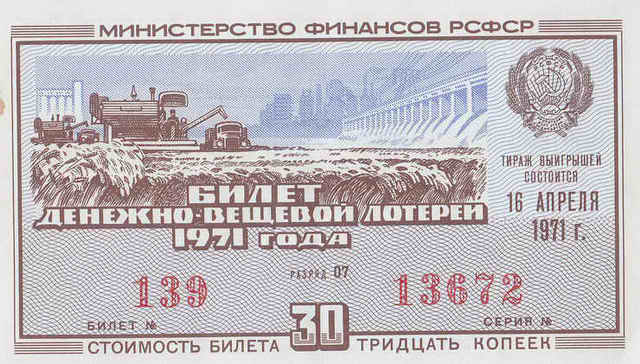 МИНИСТЕРСТВО ФИНАНСОВ РСФСР
ТИРАЖ ВЫИГРЫШЕЙ
СОСТОИТСЯ
16 АПРЕЛЯ
1971 г.
БИЛЕТ
ДЕНЕЖНО-ВЕЩЕВОЙ ЛОТЕРЕЙ
1971 ГОДА
РАЗРЯД 07
139
13672
БИЛЕТ №
СЕРИЯ №
30
СТОИМОСТЬ БИЛЕТА ТРИДЦАТЬ КОПЕЕК